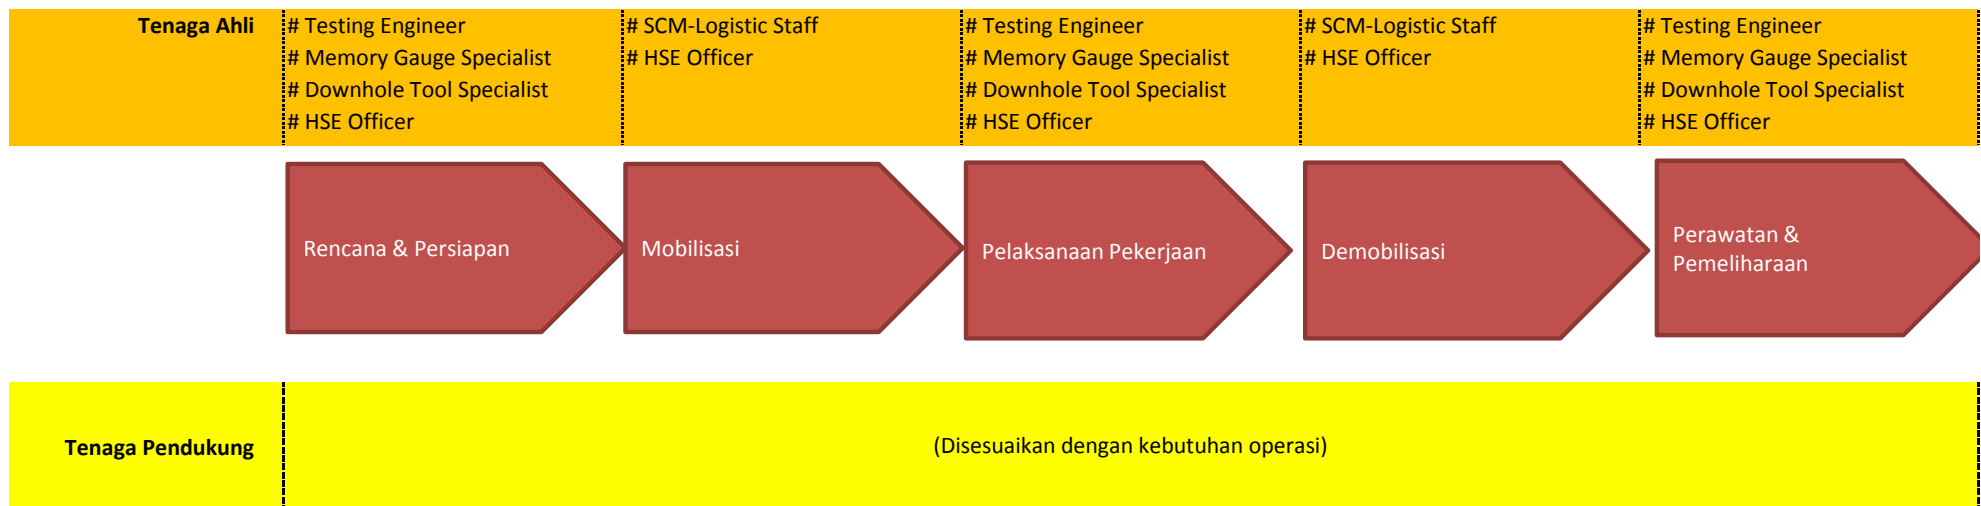 Tenaga Ahli
# Testing Engineer
# Memory Gauge Specialist
# Downhole Tool Specialist
# HSE Officer
# SCM-Logistic Staff
# HSE Officer
# Testing Engineer
# Memory Gauge Specialist
# Downhole Tool Specialist
# HSE Officer
# SCM-Logistic Staff
# HSE Officer
# Testing Engineer
# Memory Gauge Specialist
# Downhole Tool Specialist
# HSE Officer
Rencana & Persiapan
Mobilisasi
Pelaksanaan Pekerjaan
Demobilisasi
Perawatan &
Pemeliharaan
Tenaga Pendukung
(Disesuaikan dengan kebutuhan operasi)